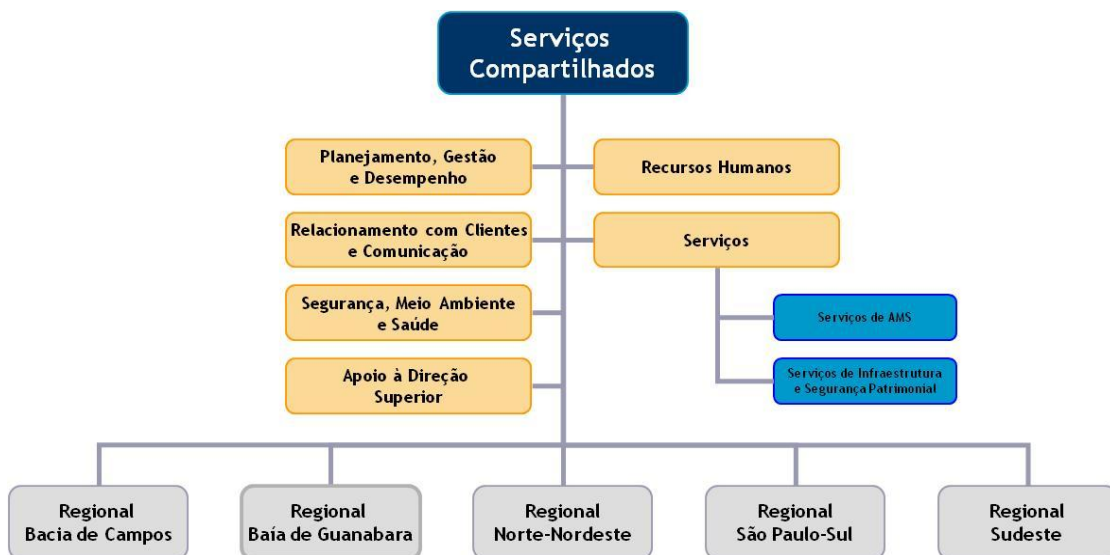 Serviços
Compartilhados
Planejamento, Gestão
e Desempenho
Recursos Humanos
Relacionamento com Clientes
e Comunicação
Serviços
Segurança, Meio Ambiente
e Saúde
Serviços de AMS
Apoio à Direção
Superior
Serviços de Infraestrutura
e Segurança Patrimonial
Regional
Bacia de Campos
Regional
Baía de Guanabara
Regional
Norte-Nordeste
Regional
São Paulo-Sul
Regional
Sudeste